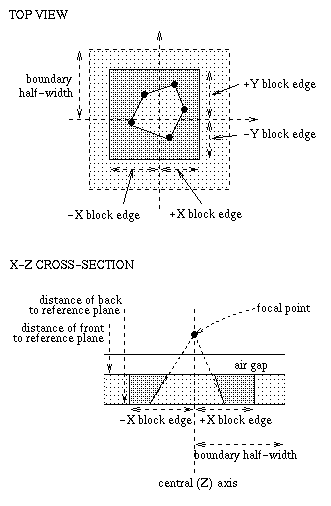 TOP VIEW
boundary
half-width
+Y block edge
-Y block edge
-X block edge
+X block edge
X-Z CROSS-SECTION
distance of back
to reference plane
focal point
distance of front
to reference plane
air gap
-X block edge
+X block edge
boundary half-width
central (Z) axis